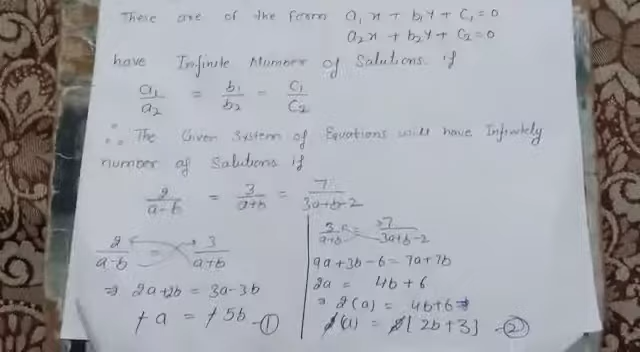 These are of the form a₁x + b₁y + c₁ = 0
a₂x + b₂y + c₂ = 0
have Infinite Number of Solutions if
a₁/a₂ = b₁/b₂ = c₁/c₂
∴ The Given System of Equations will have Infinitely
number of Solutions if
2/(a-b) = 3/(a+b) = 7/(3a+b-2)
2/(a-b) = 3/(a+b)
⇒ 2a+2b = 3a-3b
+a = +5b -①
3/(a+b) = 7/(3a+b-2)
9a+3b-6 = 7a+7b
2a = 4b+6
⇒ 2(a) = 4b+6
2(a) = 2[2b+3] -②